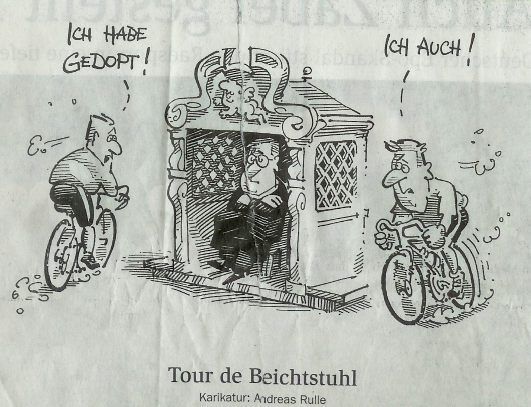 ICH HABE
GEDOPT!
ICH AUCH!
Tour de Beichtstuhl
Karikatur: Andreas Rulle